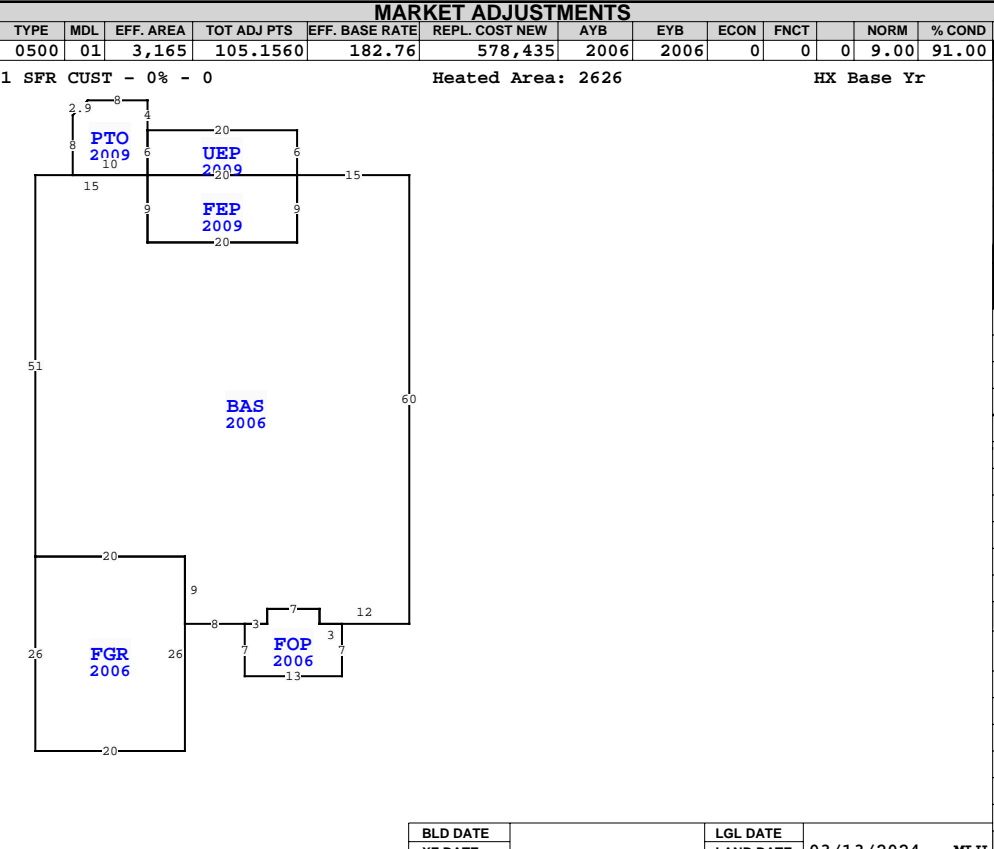 MARKET ADJUSTMENTS
TYPE MDL EFF. AREA TOT ADJ PTS EFF. BASE RATE REPL. COST NEW AYB EYB ECON FNCT NORM % COND
0500 01 3,165 105.1560 182.76 578,435 2006 2006 0 0 0 9.00 91.00
1 SFR CUST - 0% - 0 Heated Area: 2626 HX Base Yr
8
2.9
4
20
PTO
8
6
UEP
6
2009
10
2009
20
15
15
9
FEP
9
2009
20
51
60
BAS
2006
20
9
7
12
8
3
3
FOP
7
7
2006
26
FGR
26
2006
13
20
BLD DATE LGL DATE
XF DATE LAND DATE 03/13/2024 MLH